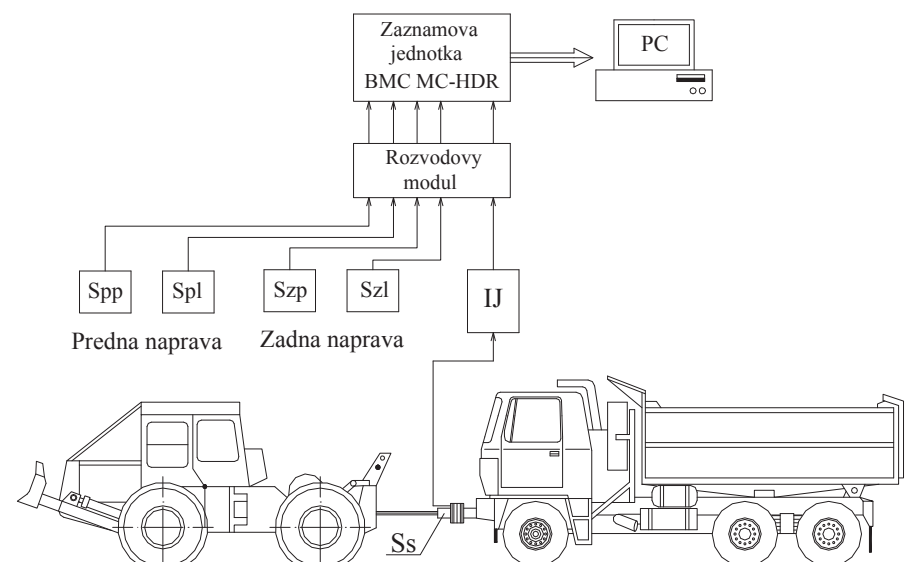 Zaznamova
jednotka
BMC MC-HDR
PC
Rozvodovy
modul
Spp
Spl
Szp
Szl
IJ
Predna naprava
Zadna naprava
Ss